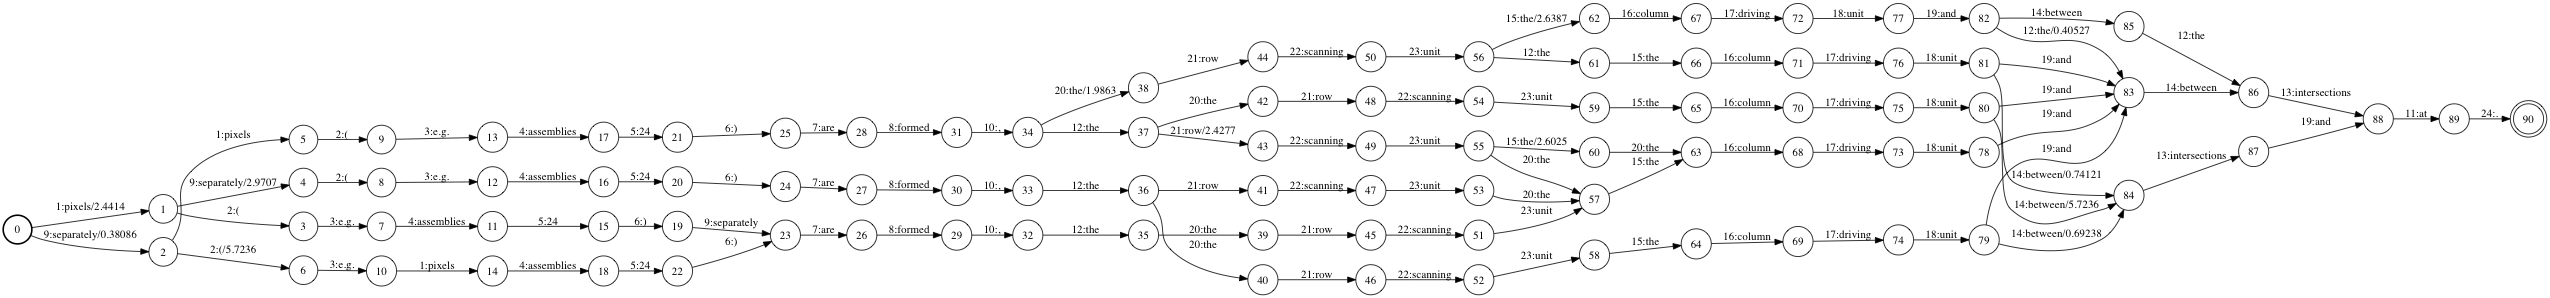 15:the/2.6387 62 16:column 67 17:driving 72 18:unit 77 19:and 82 14:between 85
12:the/0.40527 12:the
21:row 44 22:scanning 50 23:unit 56 12:the 61 15:the 66 16:column 71 17:driving 76 18:unit 81 19:and
20:the/1.9863 38 20:the 42 21:row 48 22:scanning 54 23:unit 59 15:the 65 16:column 70 17:driving 75 18:unit 80 19:and 83 14:between 86 13:intersections
1:pixels 5 2:( 9 3:e.g. 13 4:assemblies 17 5:24 21 6:) 25 7:are 28 8:formed 31 10:, 34 12:the 37 21:row/2.4277 43 22:scanning 49 23:unit 55 15:the/2.6025 60 20:the 63 16:column 68 17:driving 73 18:unit 78 19:and 19:and 88 11:at 89 24:. 90
20:the 15:the 19:and 13:intersections 87
9:separately/2.9707 4 2:( 8 3:e.g. 12 4:assemblies 16 5:24 20 6:) 24 7:are 27 8:formed 30 10:, 33 12:the 36 21:row 41 22:scanning 47 23:unit 53 20:the 57 14:between/0.74121 84
0 1:pixels/2.4414 1 2:( 3 3:e.g. 7 4:assemblies 11 5:24 15 6:) 19 9:separately 23 7:are 26 8:formed 29 10:, 32 12:the 35 20:the 39 21:row 45 22:scanning 51 23:unit 14:between/5.7236
9:separately/0.38086 2 2:(/5.7236 6 3:e.g. 10 1:pixels 14 4:assemblies 18 5:24 22 6:) 20:the 40 21:row 46 22:scanning 52 23:unit 58 15:the 64 16:column 69 17:driving 74 18:unit 79 14:between/0.69238